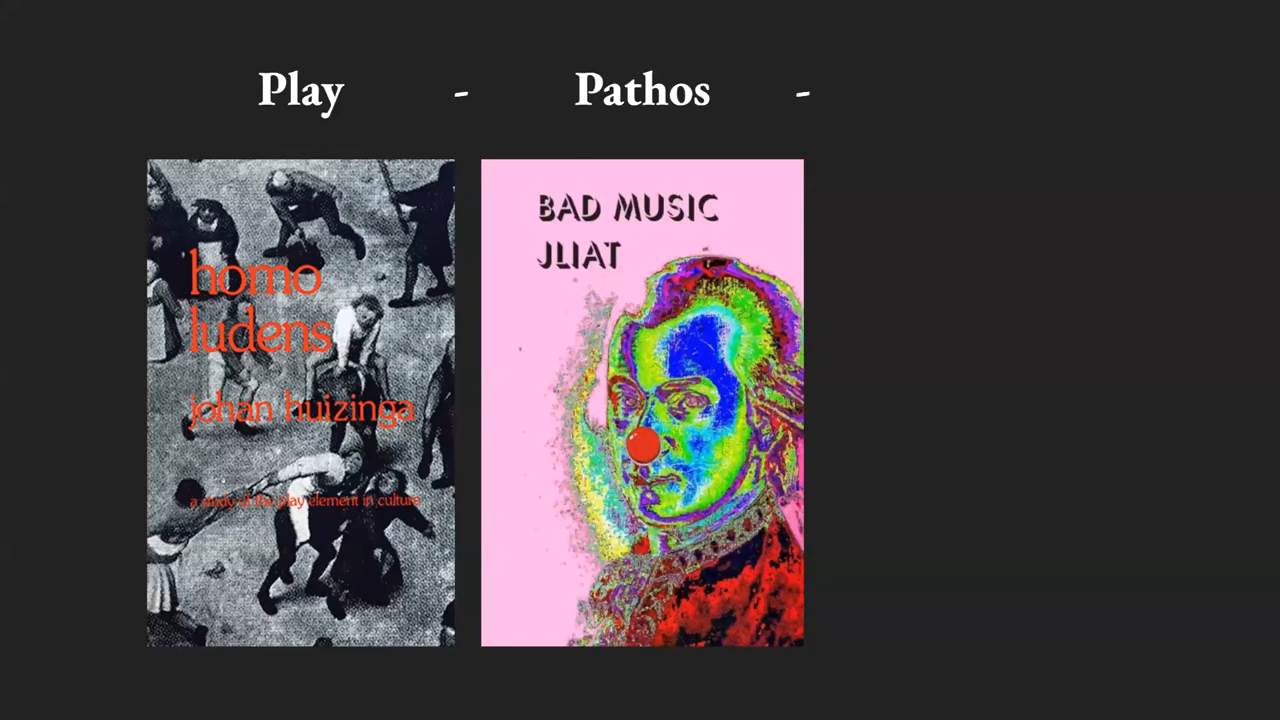 Play - Pathos -
homo
ludens
johan huizinga
a study of the play element in culture
BAD MUSIC
JLIAT